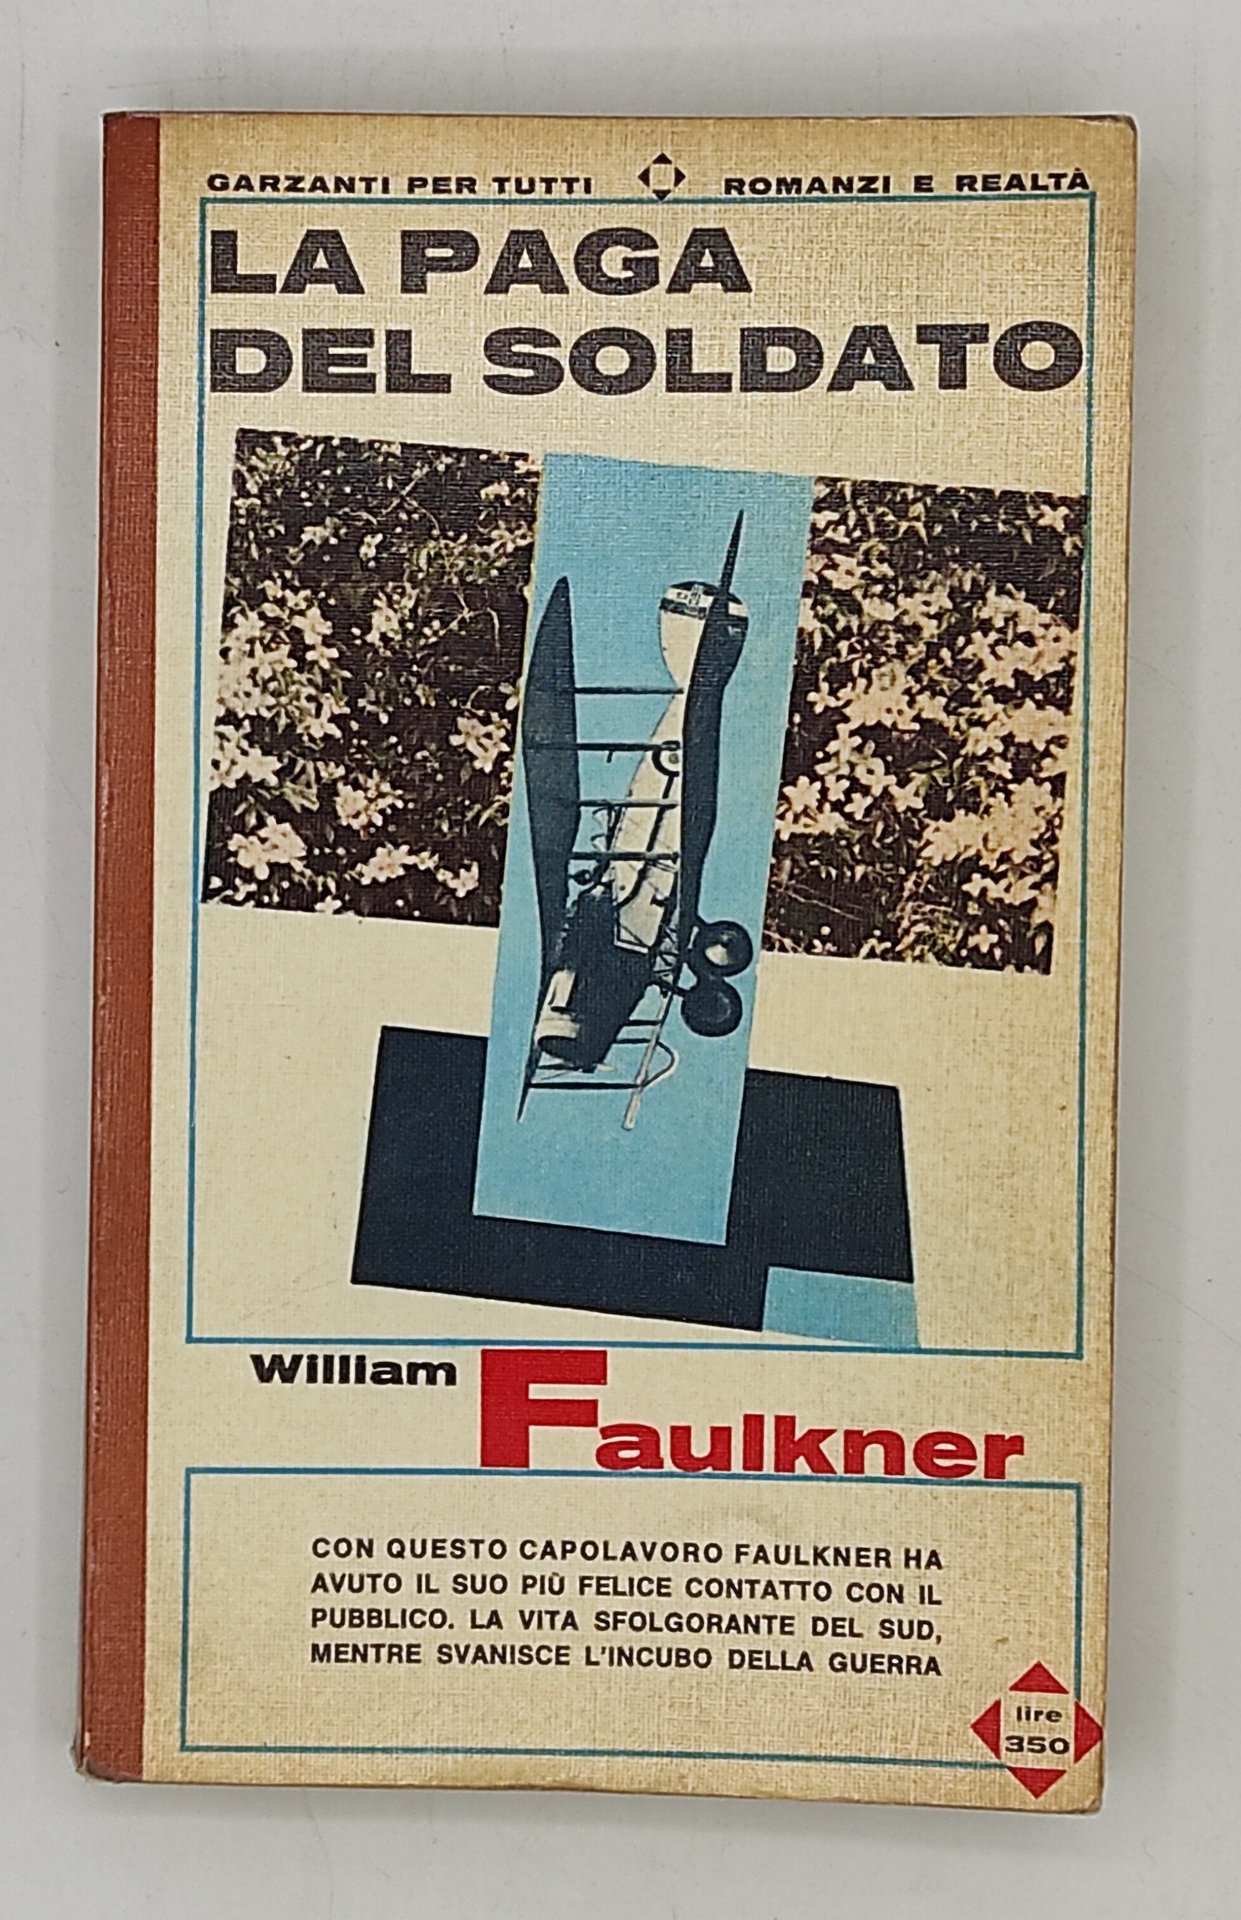 GARZANTI PER TUTTI ROMANZI E REALTÀ
LA PAGA
DEL SOLDATO
William Faulkner
CON QUESTO CAPOLAVORO FAULKNER HA
AVUTO IL SUO PIÙ FELICE CONTATTO CON IL
PUBBLICO. LA VITA SFOLGORANTE DEL SUD,
MENTRE SVANISCE L'INCUBO DELLA GUERRA
lire
350